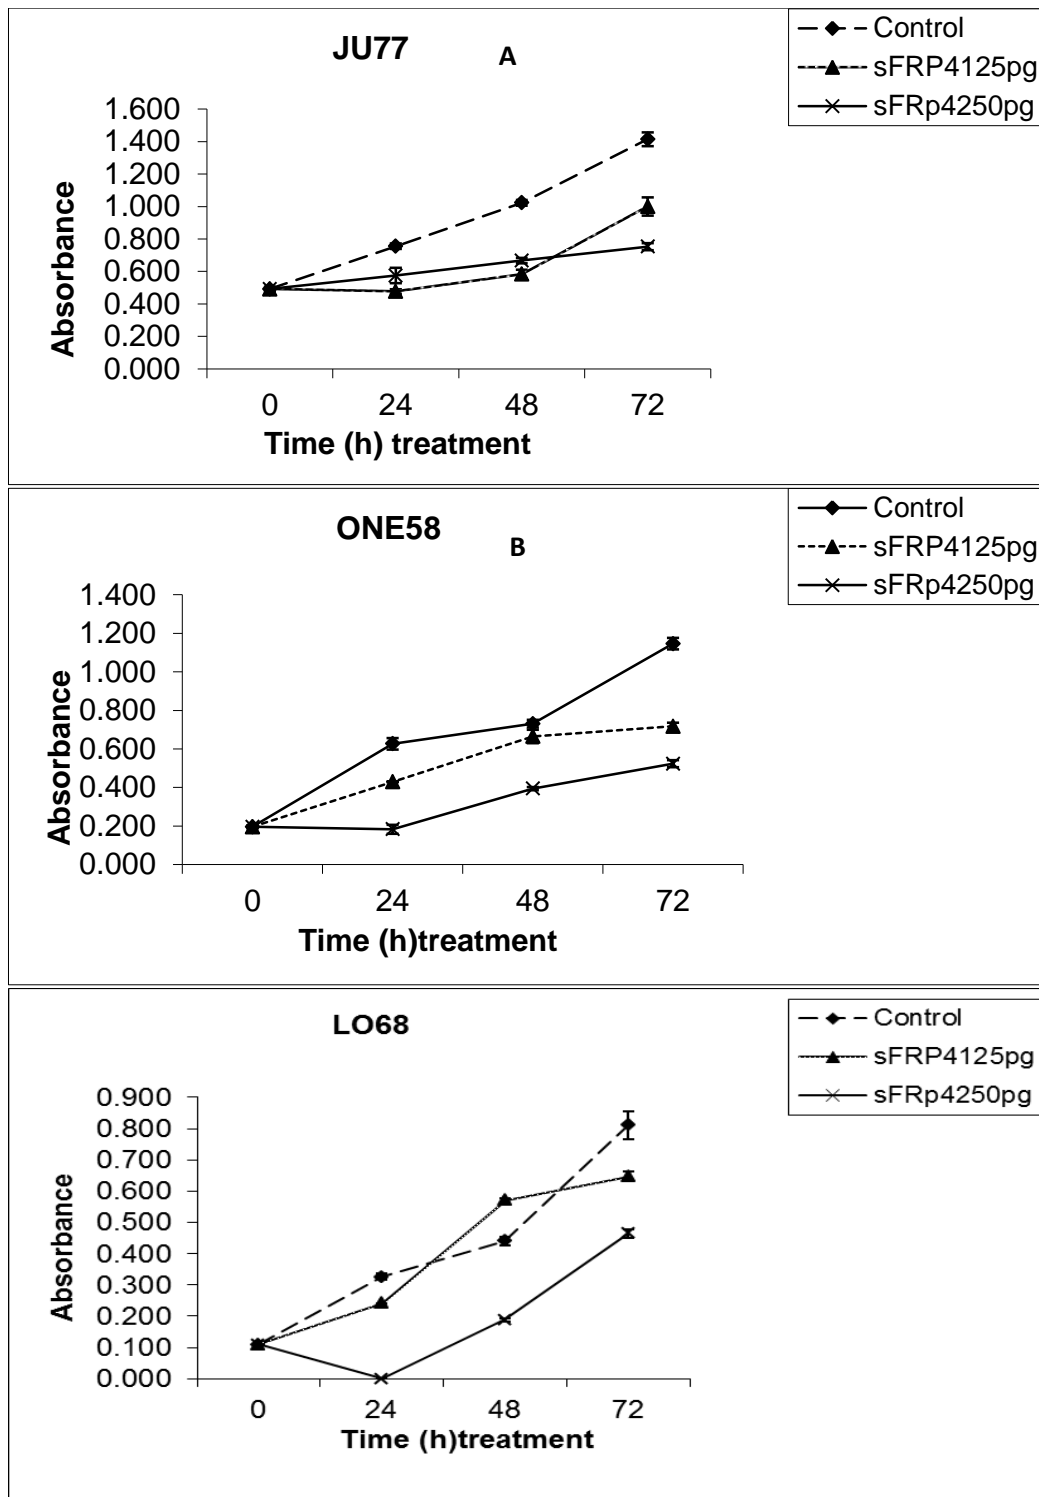 JU77
A
Control
sFRP4125pg
sFRp4250pg
1.600
1.400
1.200
1.000
0.800
0.600
0.400
0.200
0.000
Absorbance
0 24 48 72
Time (h) treatment
ONE58
B
Control
sFRP4125pg
sFRp4250pg
1.400
1.200
1.000
0.800
0.600
0.400
0.200
0.000
Absorbance
0 24 48 72
Time (h)treatment
LO68
Control
sFRP4125pg
sFRp4250pg
0.900
0.800
0.700
0.600
0.500
0.400
0.300
0.200
0.100
0.000
Absorbance
0 24 48 72
Time (h)treatment